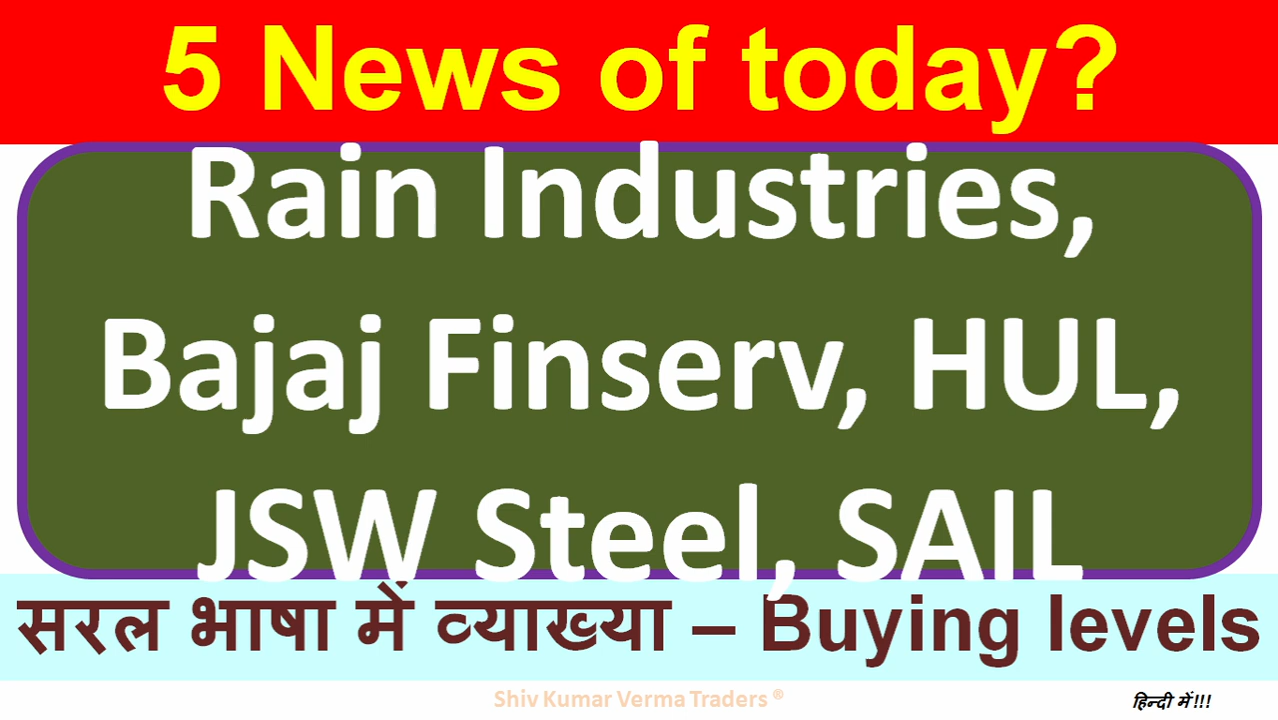 5 News of today?
Rain Industries,
Bajaj Finserv, HUL,
JSW Steel, SAIL
सरल भाषा में व्याख्या – Buying levels
Shiv Kumar Verma Traders ®
हिन्दी में!!!